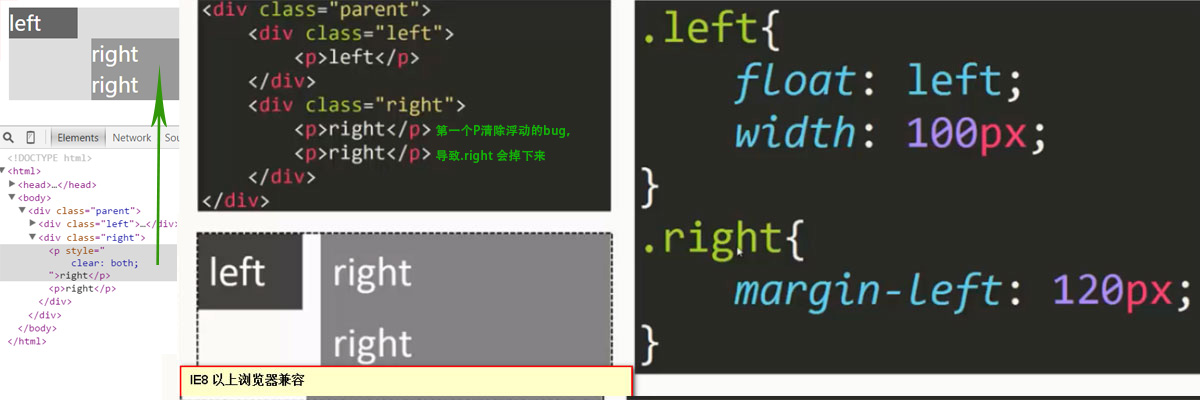 left
right
right
Elements Network Sou
<!DOCTYPE html>
<html>
<head>…</head>
<body>
<div class="parent">
<div class="left">…</div>
<div class="right">
<p style="
clear: both;
">right</p>
<p>right</p>
</div>
</div>
</body>
</html>
<div class="parent">
<div class="left">
<p>left</p>
</div>
<div class="right">
<p>right</p> 第一个P清除浮动的bug,
<p>right</p> 导致.right 会掉下来
</div>
</div>
left
right
right
IE8 以上浏览器兼容
.left{
float: left;
width: 100px;
}
.right{
margin-left: 120px;
}